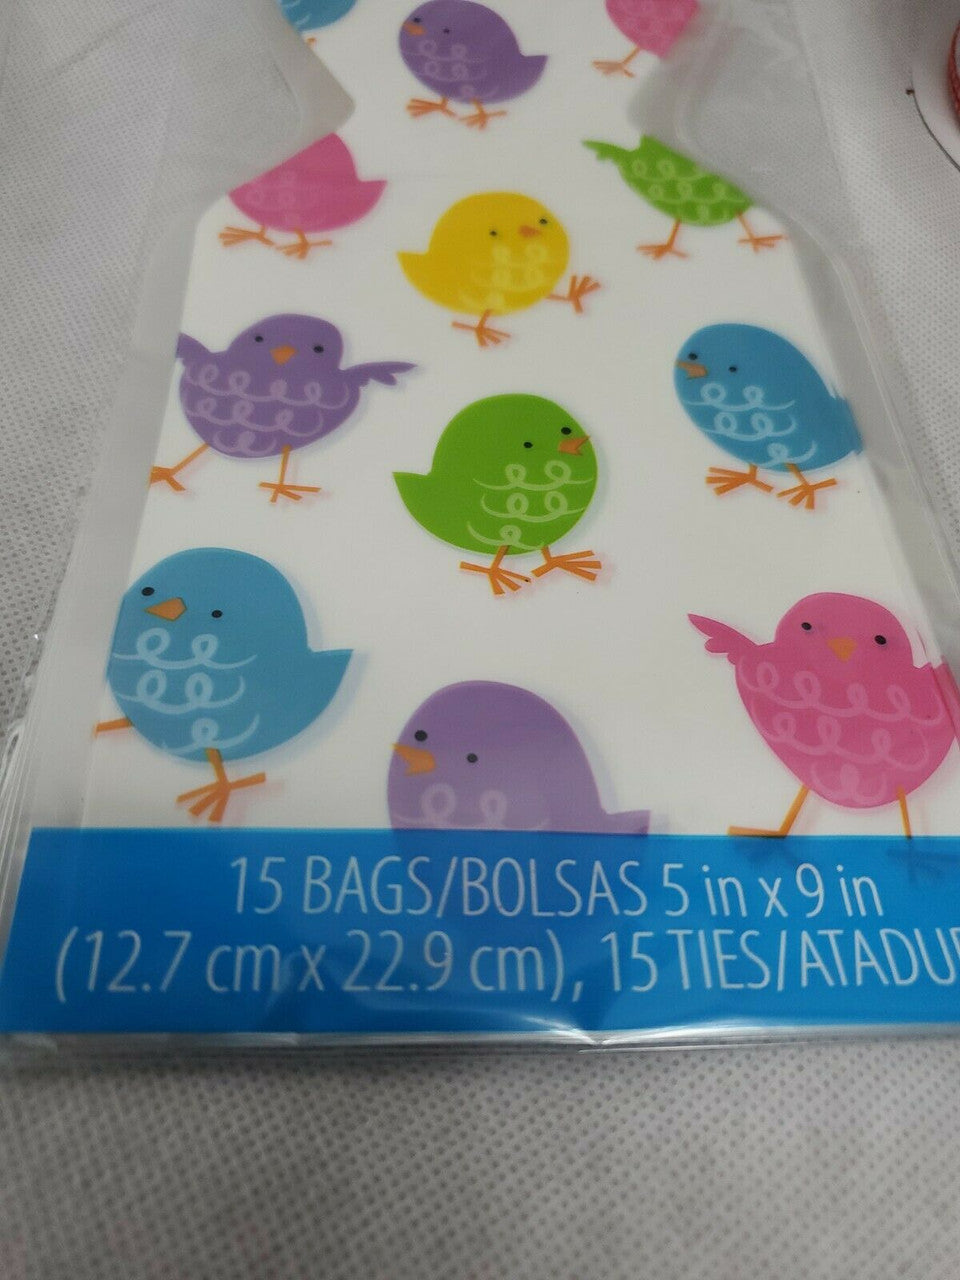 15 BAGS/BOLSAS 5 in x 9 in
(12.7 cm x 22.9 cm), 15 TIES/